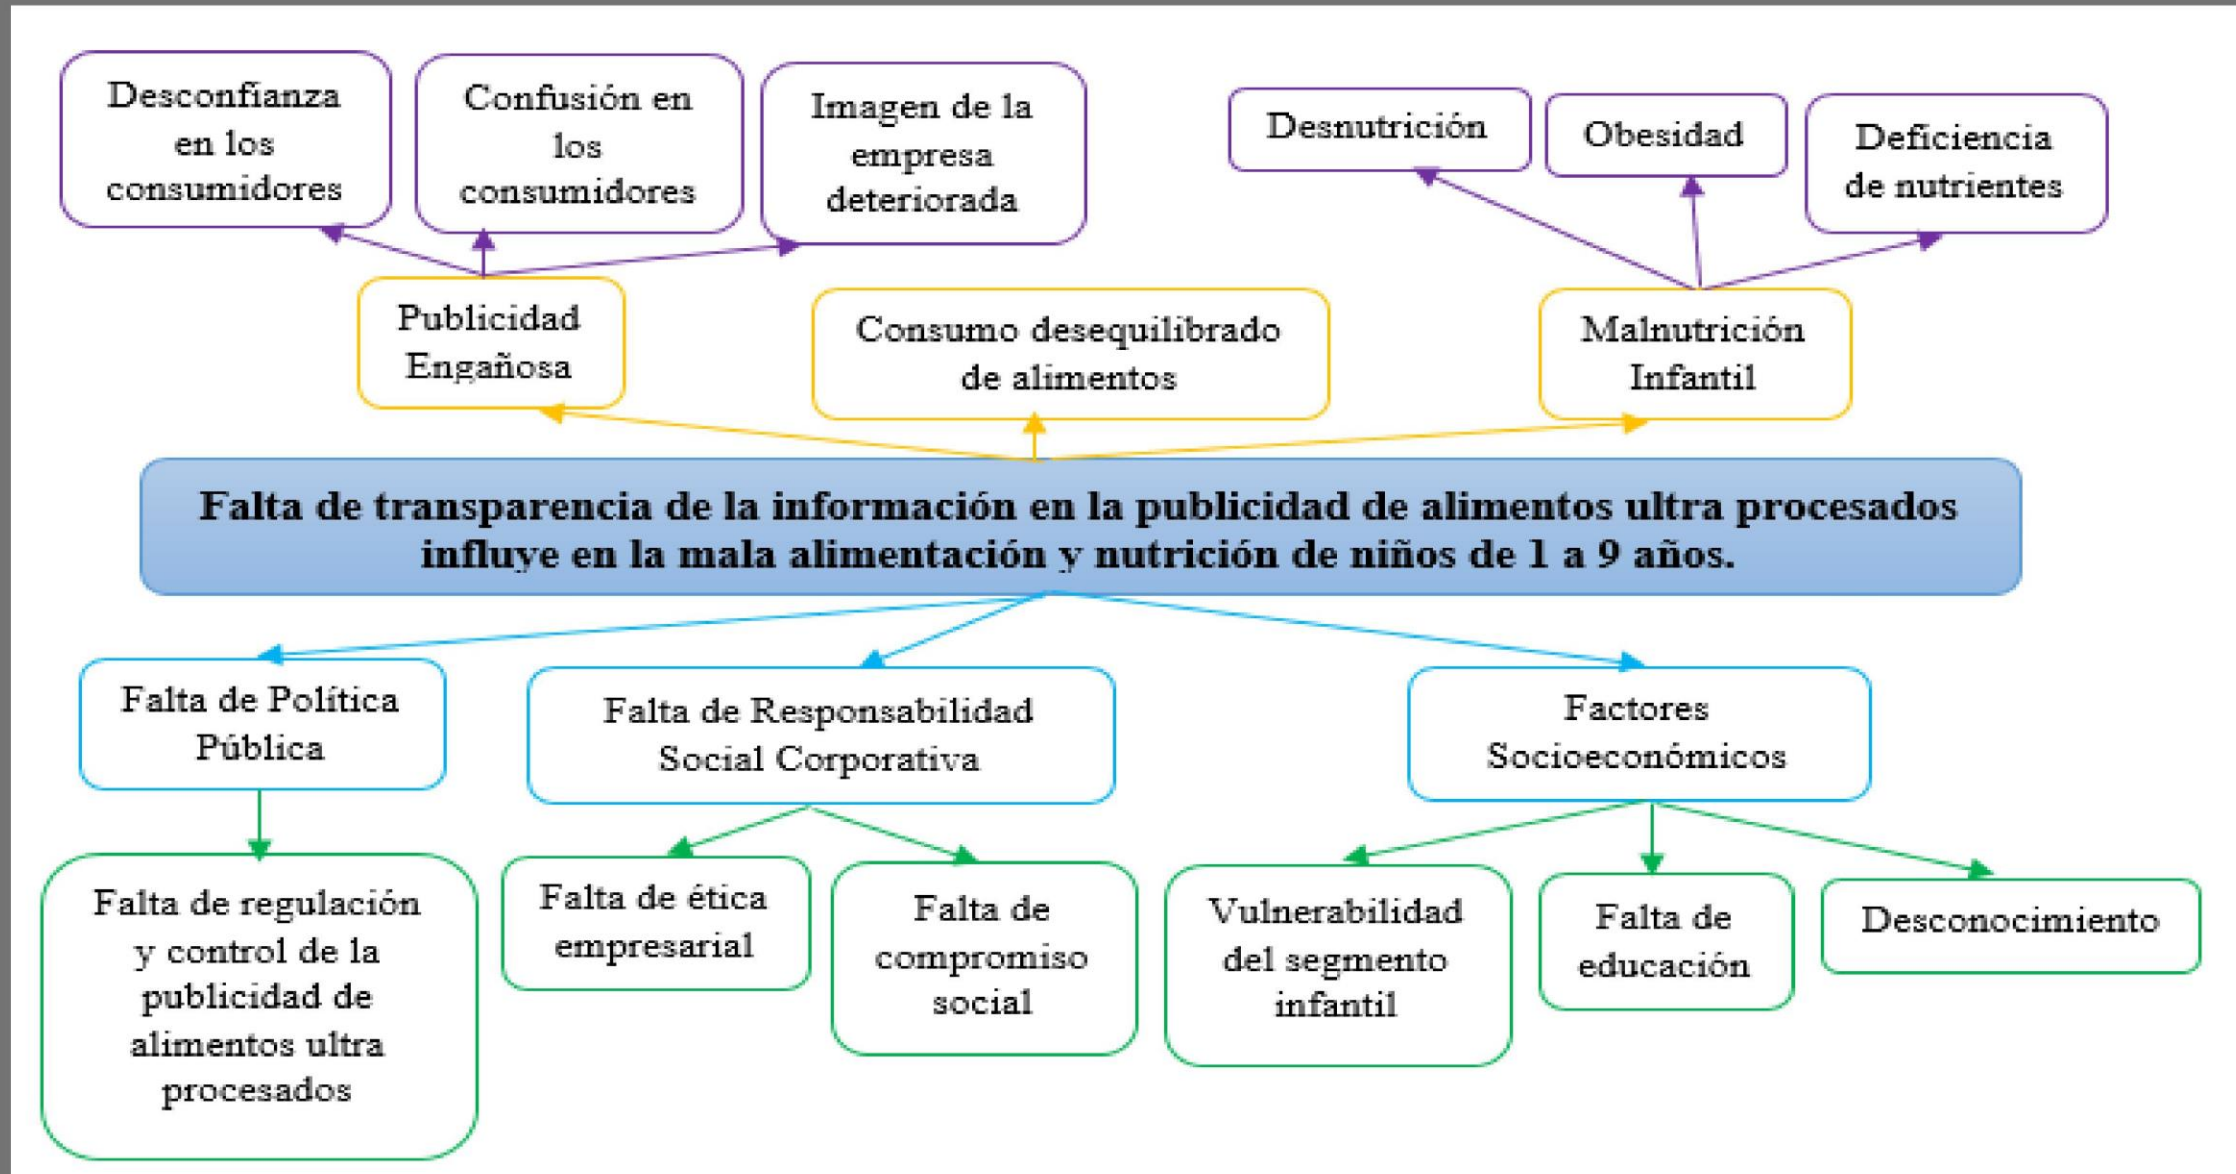 Desconfianza
en los
consumidores
Confusión en
los
consumidores
Imagen de la
empresa
deteriorada
Desnutrición
Obesidad
Deficiencia
de nutrientes
Publicidad
Engañosa
Consumo desequilibrado
de alimentos
Malnutrición
Infantil
Falta de transparencia de la información en la publicidad de alimentos ultra procesados
influye en la mala alimentación y nutrición de niños de 1 a 9 años.
Falta de Política
Pública
Falta de Responsabilidad
Social Corporativa
Factores
Socioeconómicos
Falta de regulación
y control de la
publicidad de
alimentos ultra
procesados
Falta de ética
empresarial
Falta de
compromiso
social
Vulnerabilidad
del segmento
infantil
Falta de
educación
Desconocimiento